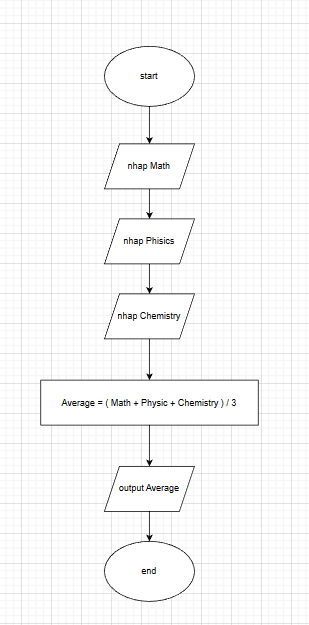 start
nhap Math
nhap Phisics
nhap Chemistry
Average = ( Math + Physic + Chemistry ) / 3
output Average
end